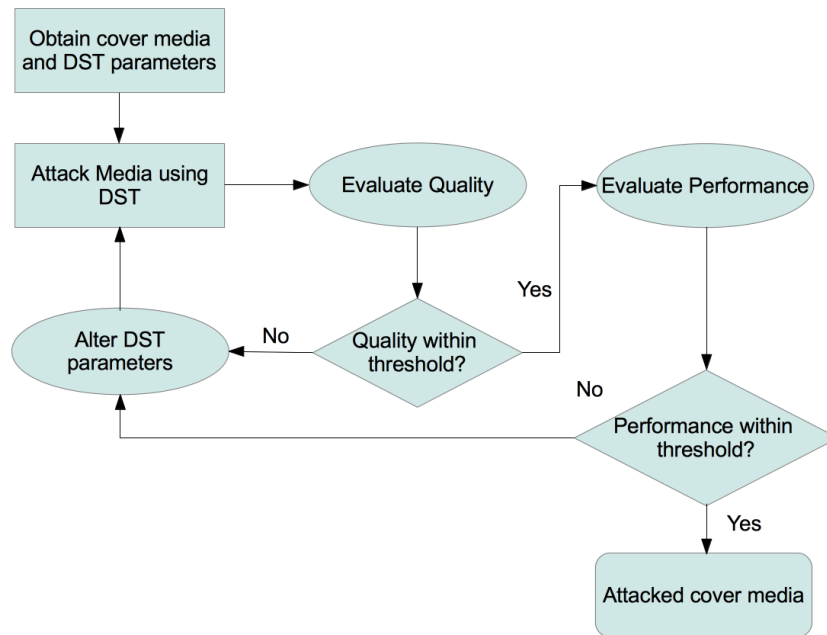 Obtain cover media
and DST parameters
Attack Media using
DST
Evaluate Quality
Evaluate Performance
Yes
Alter DST
parameters
No
Quality within
threshold?
No
Performance within
threshold?
Yes
Attacked cover media